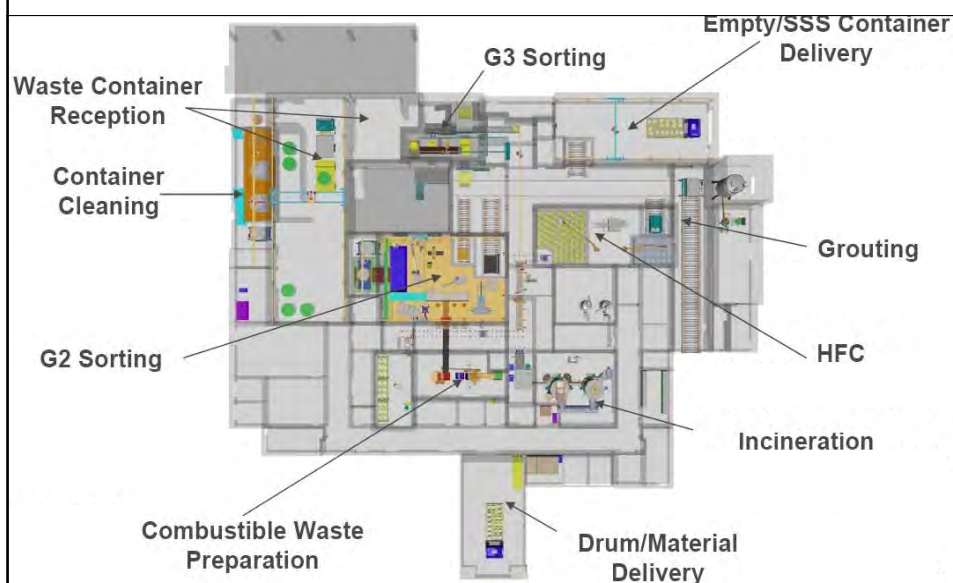 Empty/SSS Container
Delivery
G3 Sorting
Waste Container
Reception
Container
Cleaning
Grouting
G2 Sorting
HFC
Incineration
Combustible Waste
Preparation
Drum/Material
Delivery